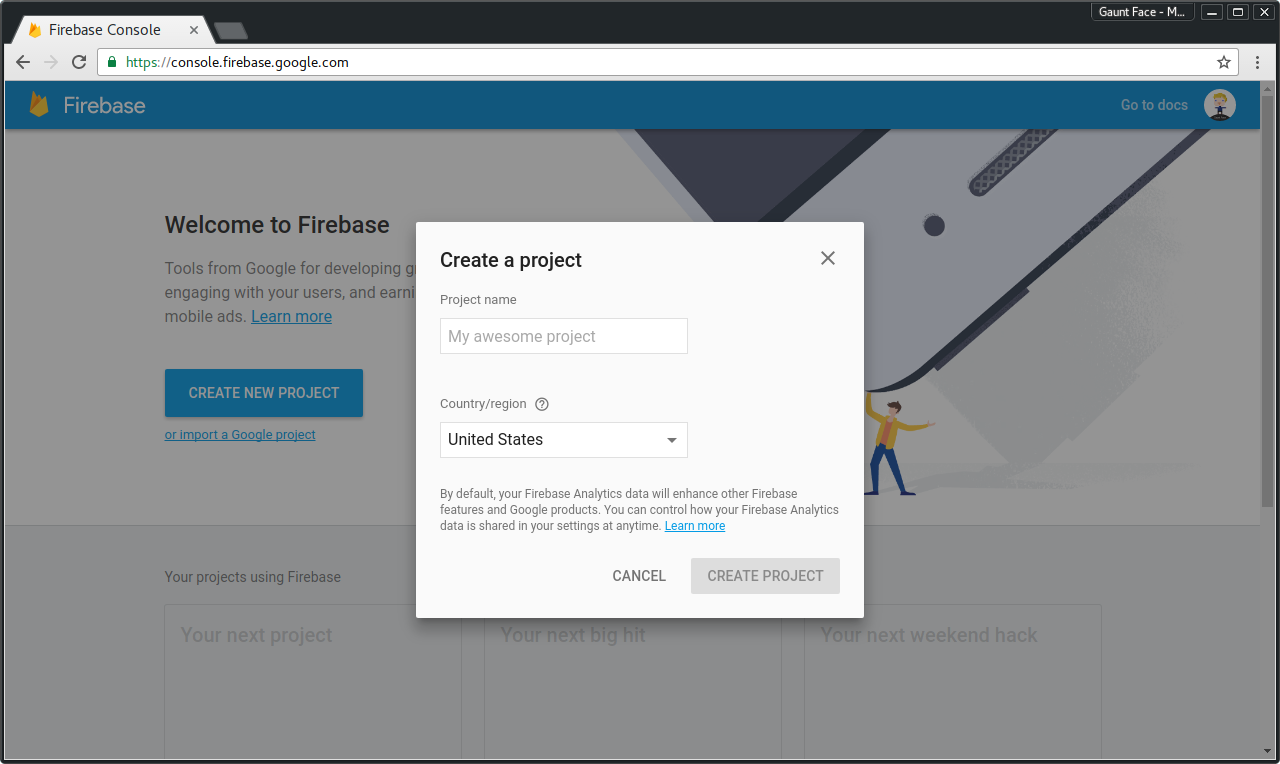 Gaunt Face - M...
Firebase Console
https://console.firebase.google.com
Firebase
Go to docs
Welcome to Firebase
Tools from Google for developing g
engaging with your users, and earni
mobile ads. Learn more
CREATE NEW PROJECT
or import a Google project
Create a project
Project name
My awesome project
Country/region
United States
By default, your Firebase Analytics data will enhance other Firebase
features and Google products. You can control how your Firebase Analytics
data is shared in your settings at anytime. Learn more
CANCEL
CREATE PROJECT
Your projects using Firebase
Your next project
Your next big hit
Your next weekend hack